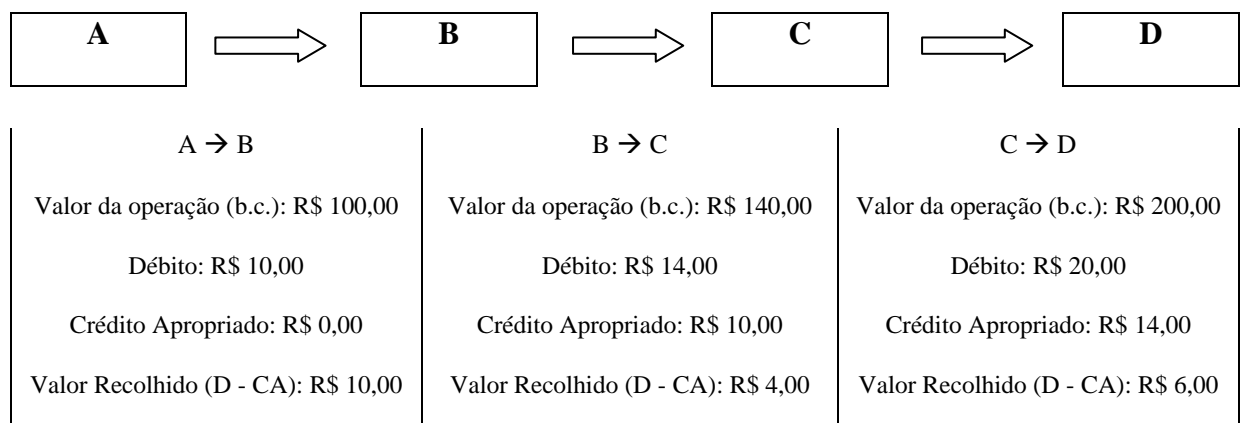 A
B
C
D
A → B
Valor da operação (b.c.): R$ 100,00
Débito: R$ 10,00
Crédito Apropriado: R$ 0,00
Valor Recolhido (D - CA): R$ 10,00
B → C
Valor da operação (b.c.): R$ 140,00
Débito: R$ 14,00
Crédito Apropriado: R$ 10,00
Valor Recolhido (D - CA): R$ 4,00
C → D
Valor da operação (b.c.): R$ 200,00
Débito: R$ 20,00
Crédito Apropriado: R$ 14,00
Valor Recolhido (D - CA): R$ 6,00